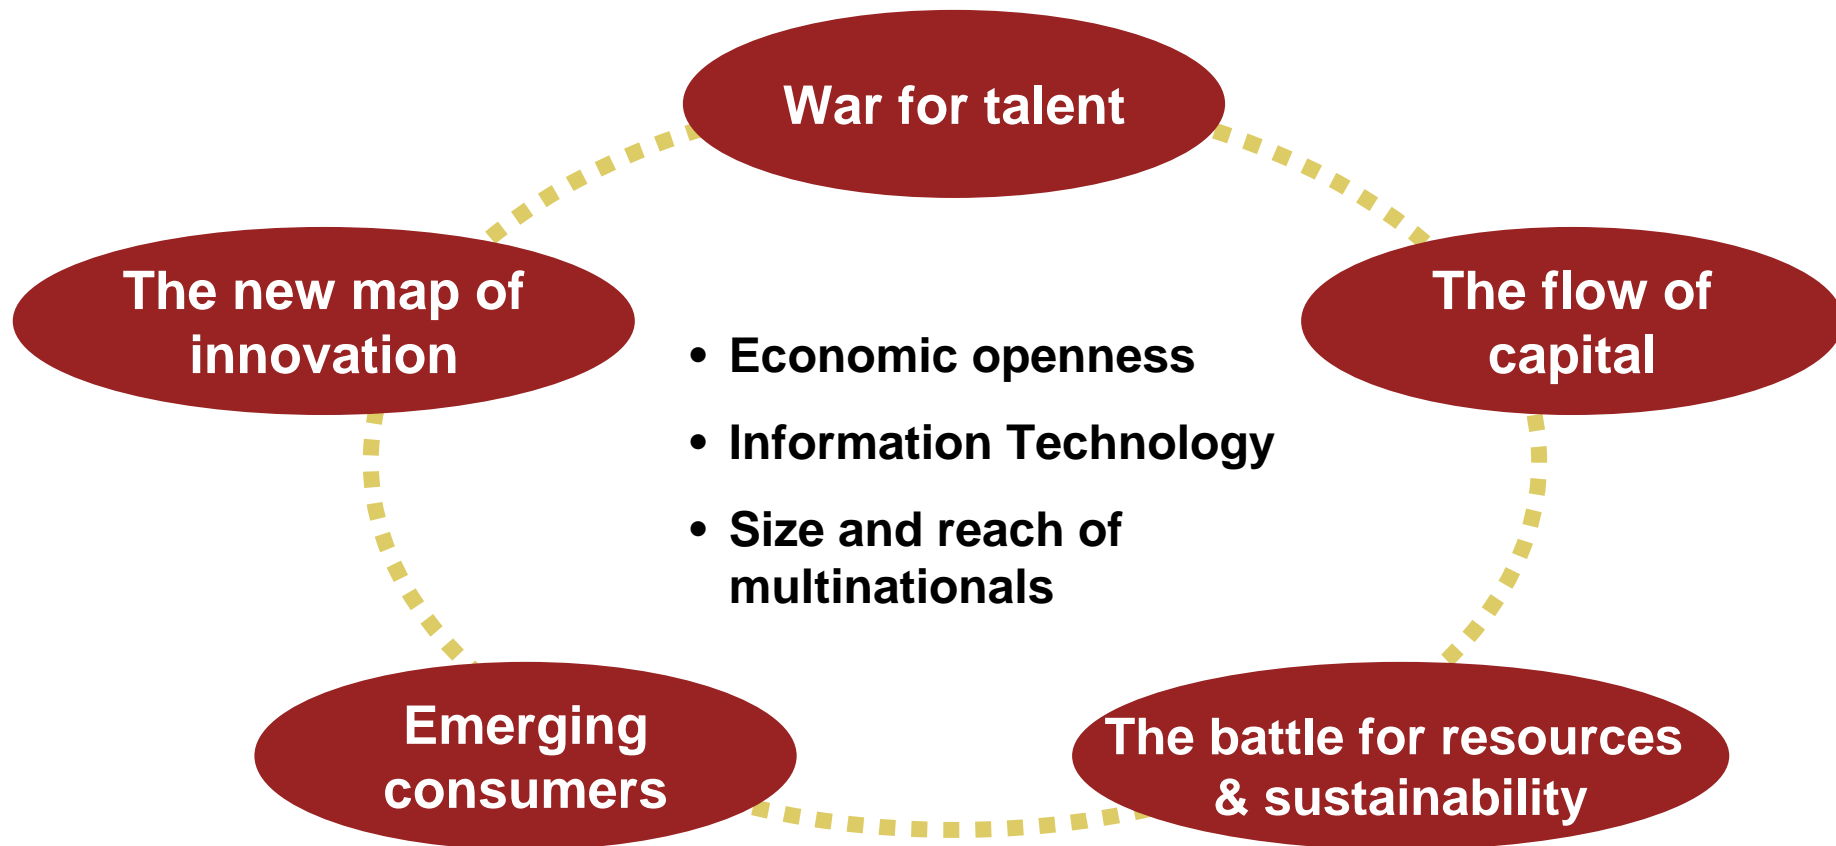 War for talent
The new map of
innovation
The flow of
capital
• Economic openness
• Information Technology
• Size and reach of
multinationals
Emerging
consumers
The battle for resources
& sustainability